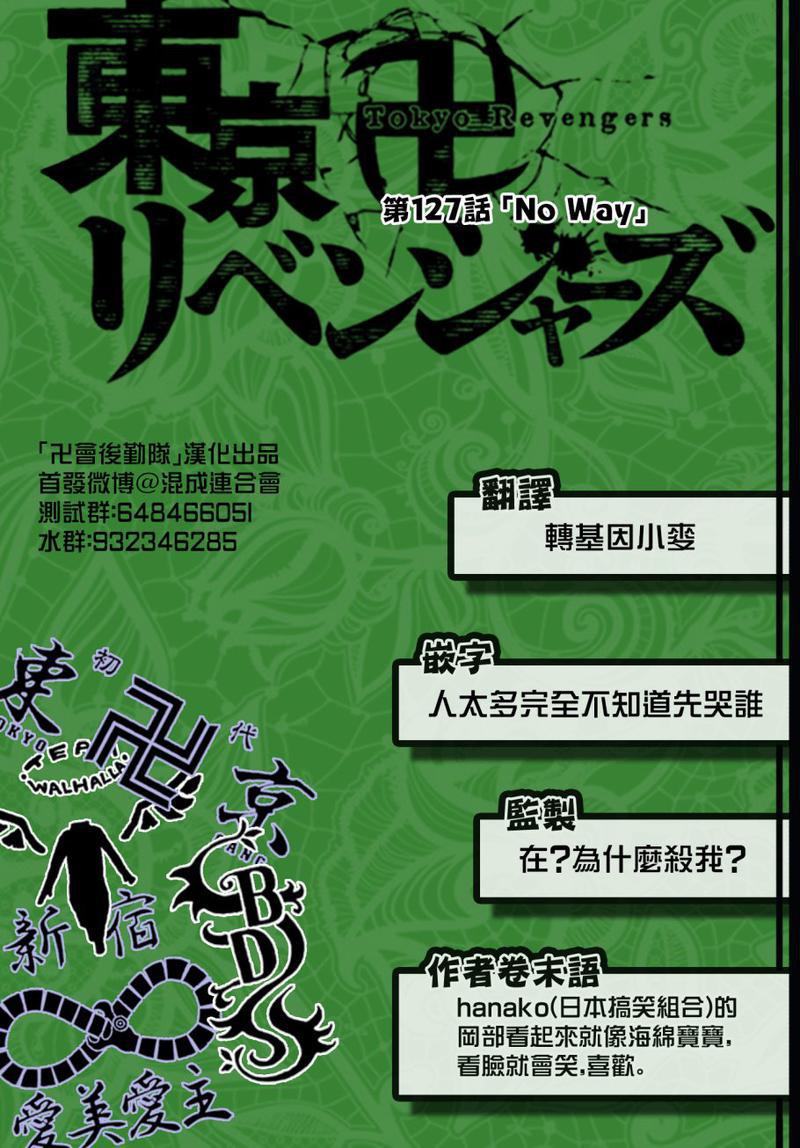 東京卍
Tokyo Revengers
第127話「No Way」
リベンジャーズ
「卍會後勤隊」漢化出品
首發微博@混成連合會
測試群:648466051
水群:932346285
翻譯
轉基因小麥
嵌字
人太多完全不知道先哭誰
監製
在?為什麼殺我?
作者卷末語
hanako(日本搞笑組合)的
岡部看起來就像海綿寶寶,
看臉就會笑,喜歡。
東
初
卍
代
TOKYO
WALHALLA
京
BD
新宿
愛美愛主